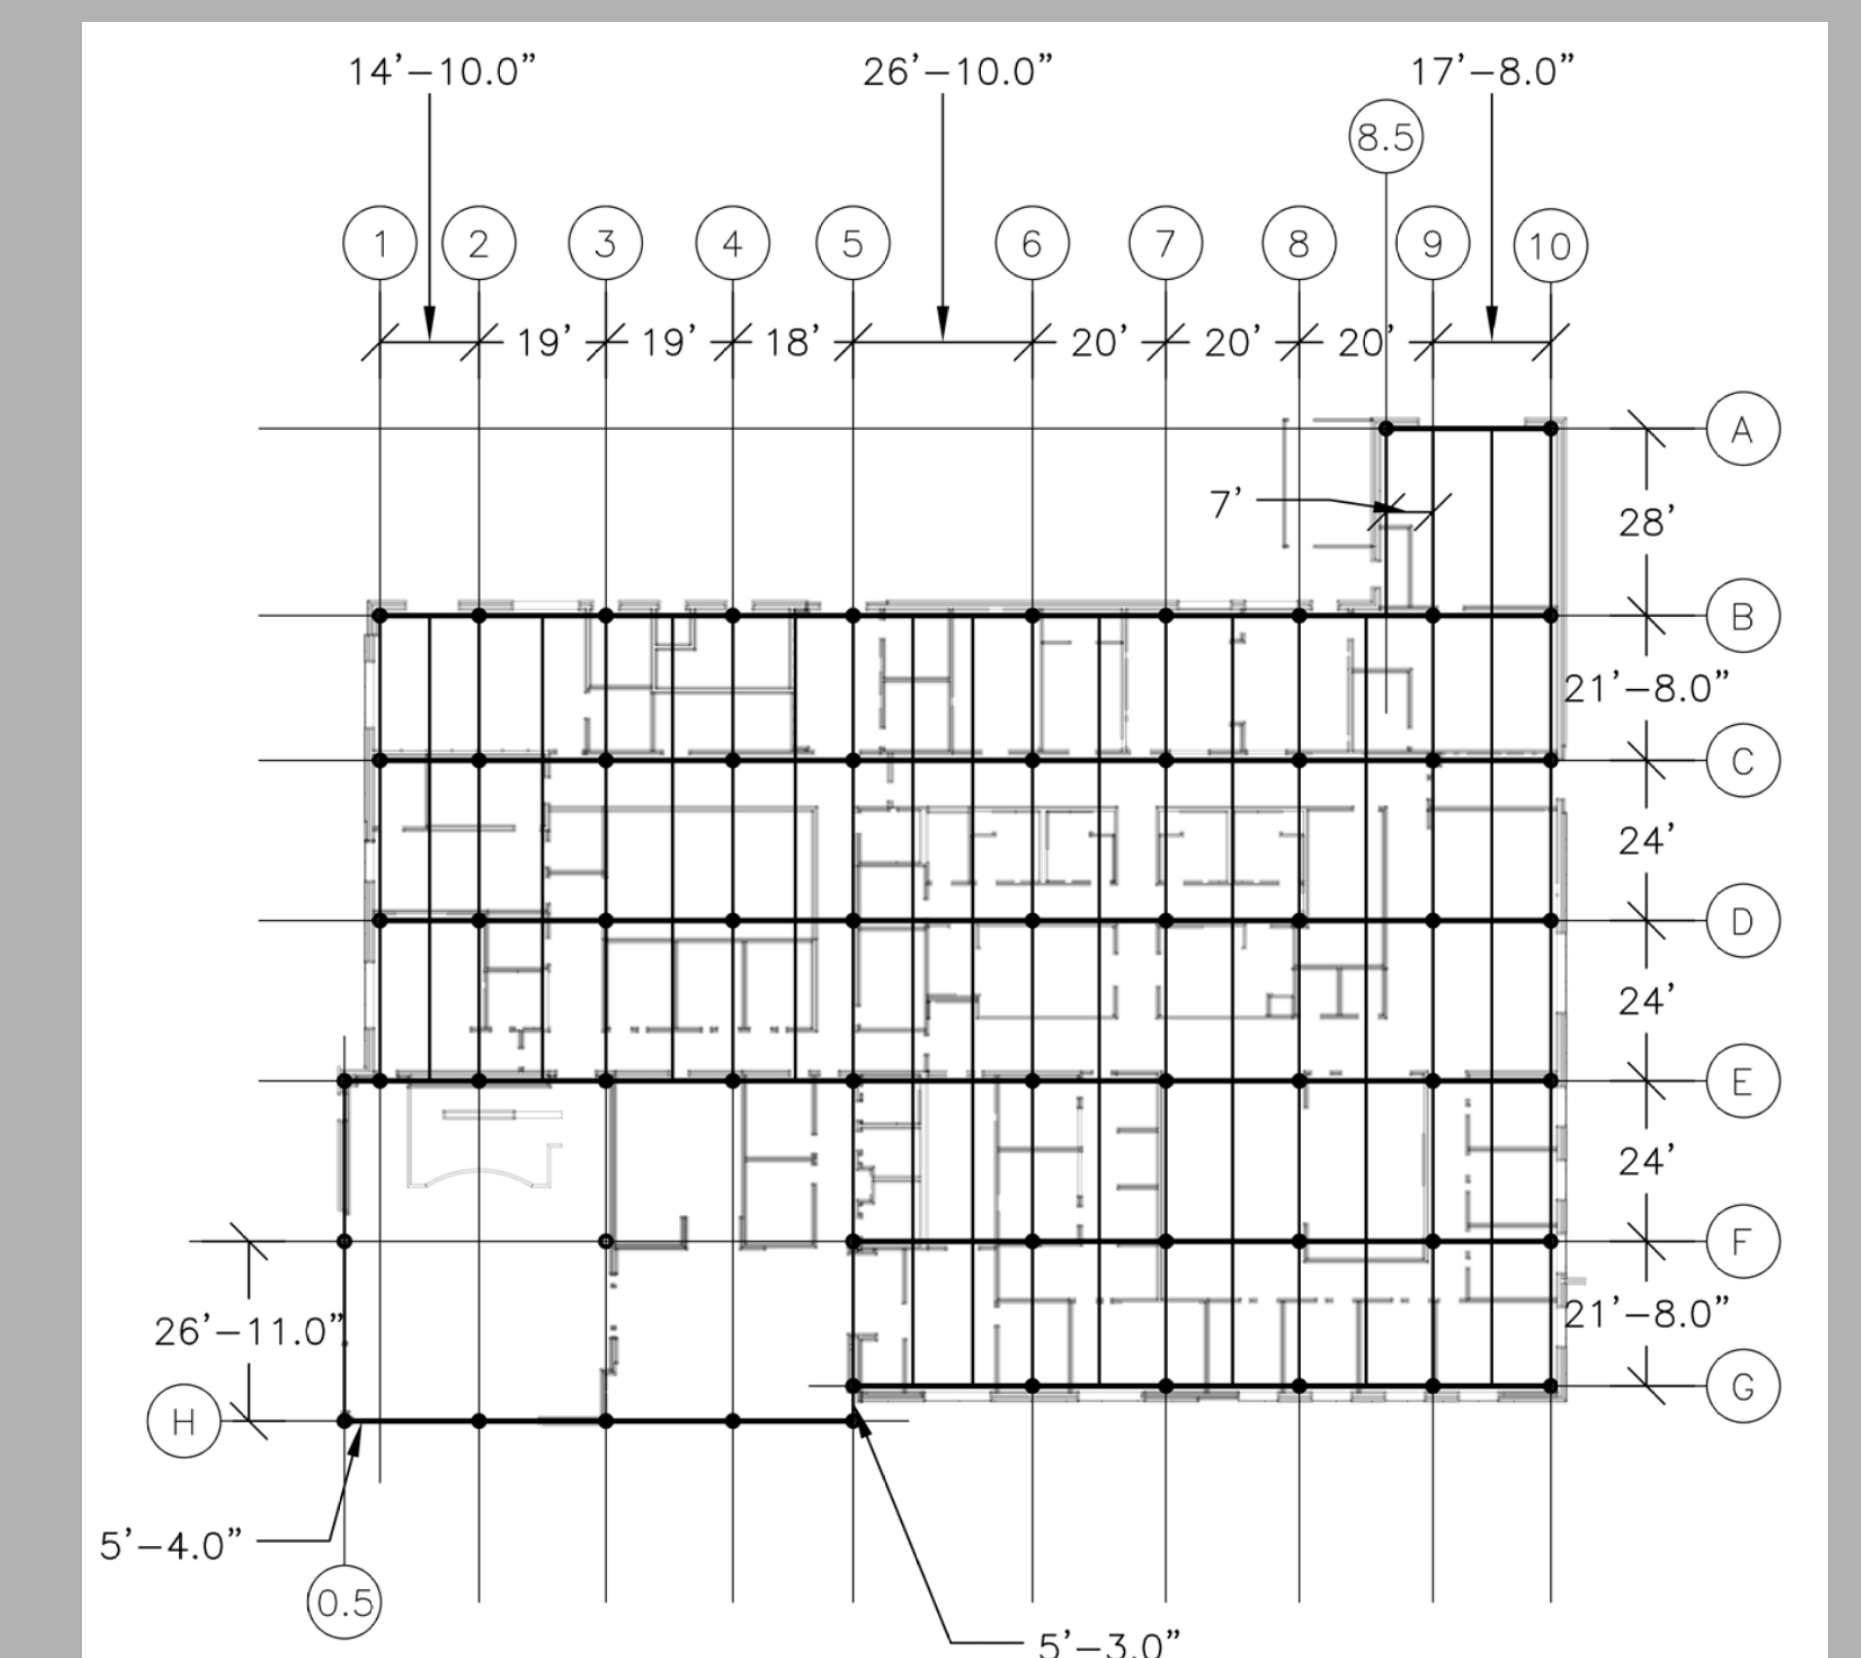 14’–10.0” 26’–10.0” 17’–8.0”
8.5
1 2 3 4 5 6 7 8 9 10
19’ 19’ 18’ 20’ 20’ 20’
A
7’
28’
B
21’–8.0”
C
24’
D
24’
E
24’
F
26’–11.0” 21’–8.0”
G
H
5’–4.0”
0.5
5’–3.0”